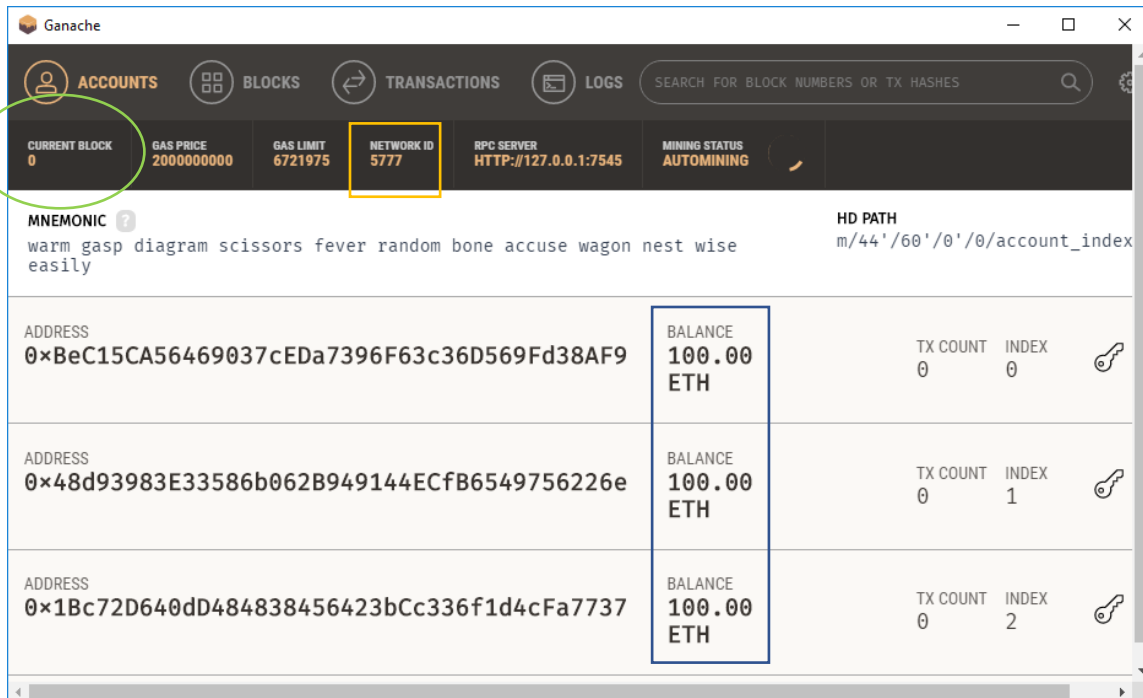 Ganache
ACCOUNTS BLOCKS TRANSACTIONS LOGS SEARCH FOR BLOCK NUMBERS OR TX HASHES
CURRENT BLOCK GAS PRICE GAS LIMIT NETWORK ID RPC SERVER MINING STATUS
0 2000000000 6721975 5777 HTTP://127.0.0.1:7545 AUTOMINING
MNEMONIC ? HD PATH
warm gasp diagram scissors fever random bone accuse wagon nest wise m/44'/60'/0'/0/account_index
easily
ADDRESS BALANCE TX COUNT INDEX
0×BeC15CA56469037cEDa7396F63c36D569Fd38AF9 100.00 0 0
ETH
ADDRESS BALANCE TX COUNT INDEX
0×48d93983E33586b062B949144ECfB6549756226e 100.00 0 1
ETH
ADDRESS BALANCE TX COUNT INDEX
0×1Bc72D640dD484838456423bCc336f1d4cFa7737 100.00 0 2
ETH